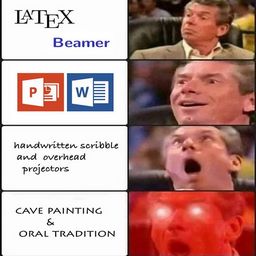 LATEX
Beamer
P W
handwritten scribble
and overhead
projectors
CAVE PAINTING
&
ORAL TRADITION